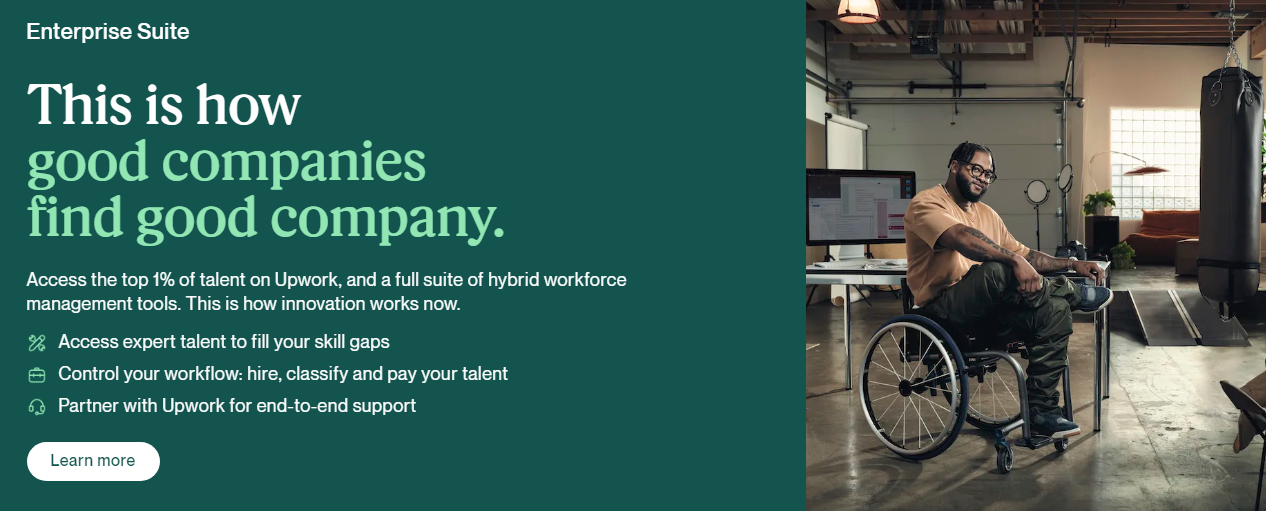 Enterprise Suite
This is how
good companies
find good company.
Access the top 1% of talent on Upwork, and a full suite of hybrid workforce
management tools. This is how innovation works now.
Access expert talent to fill your skill gaps
Control your workflow: hire, classify and pay your talent
Partner with Upwork for end-to-end support
Learn more